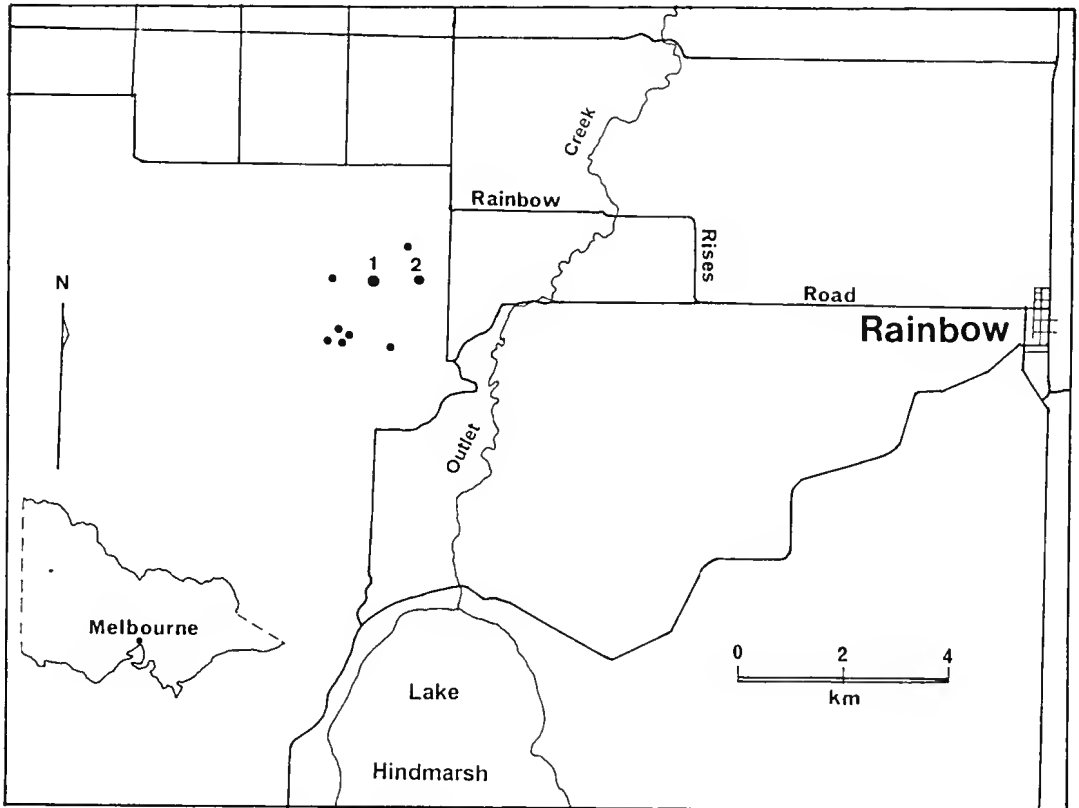 Creek
Rainbow
Rises
1 2
N
Road
Rainbow
Outlet
Melbourne
0 2 4
km
Lake
Hindmarsh